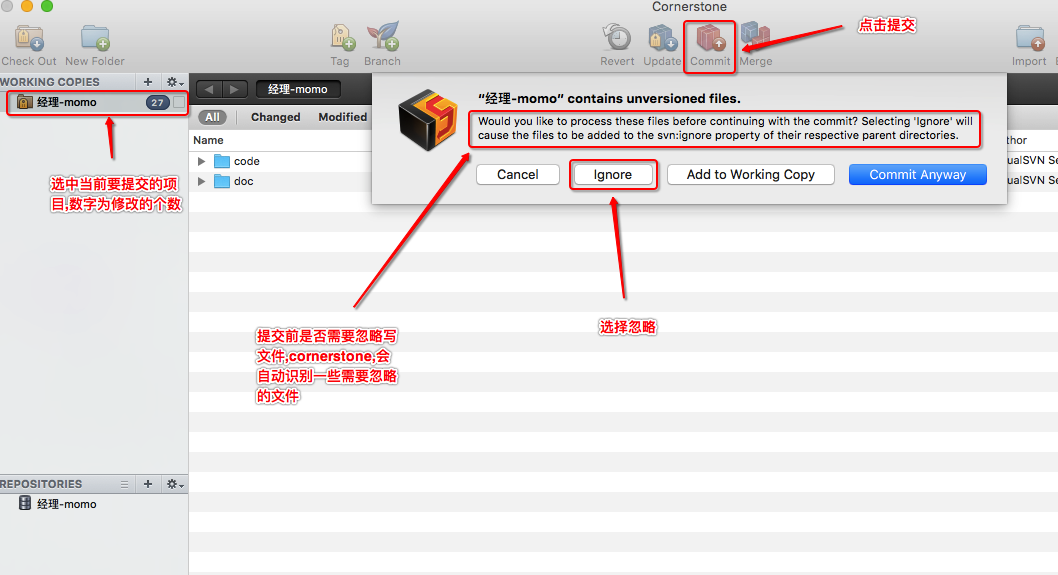 Cornerstone
Check Out
New Folder
Tag
Branch
Revert
Update
Commit
Merge
Import
点击提交
WORKING COPIES
经理-momo
27
经理-momo
All
Changed
Modified
Name
thor
code
ualSVN Se
doc
ualSVN Se
“经理-momo” contains unversioned files.
Would you like to process these files before continuing with the commit? Selecting 'Ignore' will
cause the files to be added to the svn:ignore property of their respective parent directories.
Cancel
Ignore
Add to Working Copy
Commit Anyway
选中当前要提交的项
目,数字为修改的个数
提交前是否需要忽略写
文件,cornerstone,会
自动识别一些需要忽略
的文件
选择忽略
REPOSITORIES
经理-momo